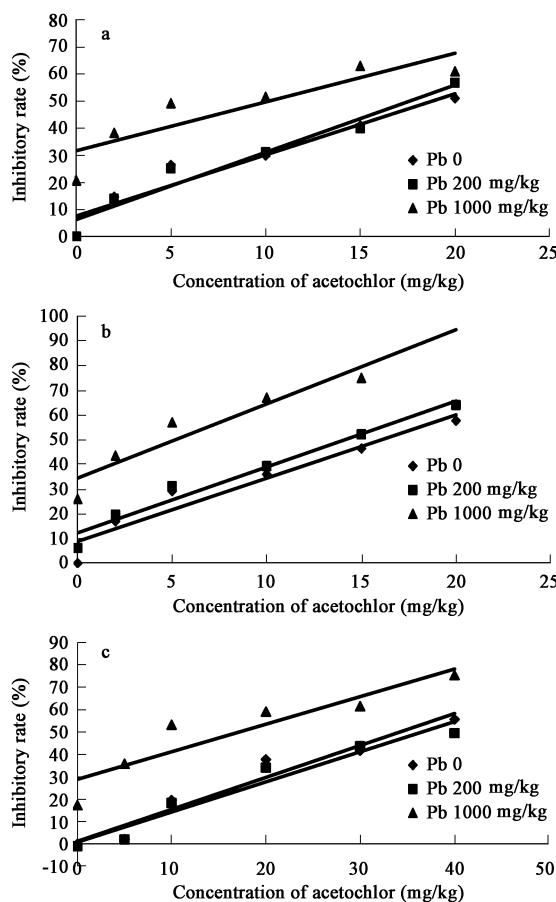 a
80
70
60
50
40
30
20
10
0
Inhibitory rate (%)
Pb 0
Pb 200 mg/kg
Pb 1000 mg/kg
0 5 10 15 20 25
Concentration of acetochlor (mg/kg)
b
100
90
80
70
60
50
40
30
20
10
0
Inhibitory rate (%)
Pb 0
Pb 200 mg/kg
Pb 1000 mg/kg
0 5 10 15 20 25
Concentration of acetochlor (mg/kg)
c
90
80
70
60
50
40
30
20
10
0
-10
Inhibitory rate (%)
Pb 0
Pb 200 mg/kg
Pb 1000 mg/kg
0 10 20 30 40 50
Concentration of acetochlor (mg/kg)